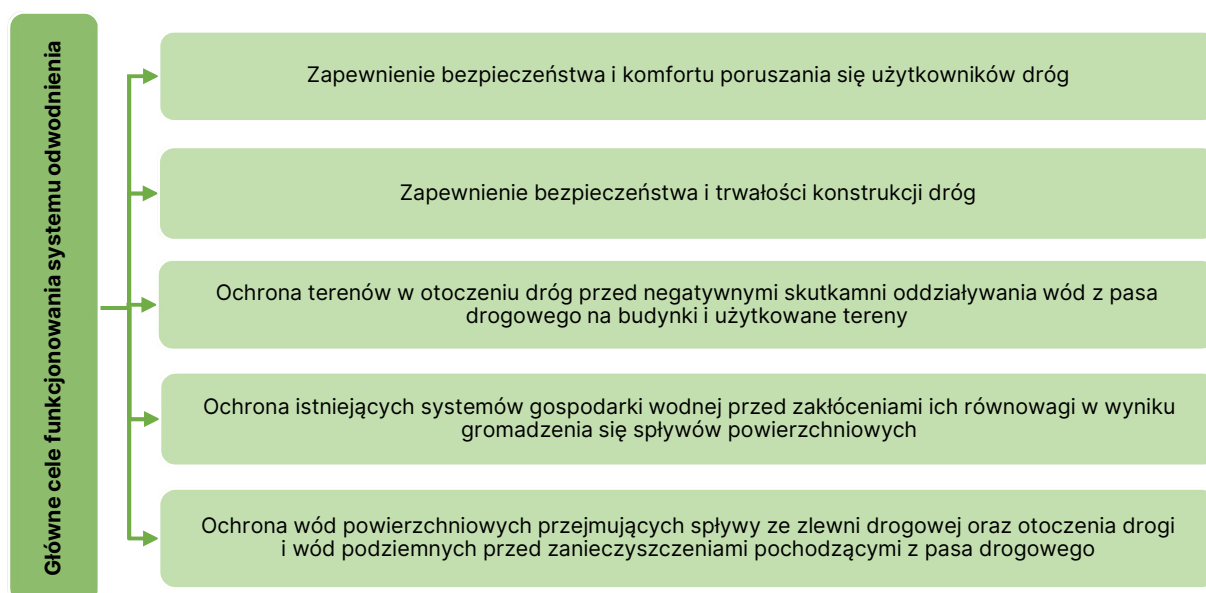 Główne cele funkcjonowania systemu odwodnienia
Zapewnienie bezpieczeństwa i komfortu poruszania się użytkowników dróg
Zapewnienie bezpieczeństwa i trwałości konstrukcji dróg
Ochrona terenów w otoczeniu dróg przed negatywnymi skutkamni oddziaływania wód z pasa
drogowego na budynki i użytkowane tereny
Ochrona istniejących systemów gospodarki wodnej przed zakłóceniami ich równowagi w wyniku
gromadzenia się spływów powierzchniowych
Ochrona wód powierzchniowych przejmujących spływy ze zlewni drogowej oraz otoczenia drogi
i wód podziemnych przed zanieczyszczeniami pochodzącymi z pasa drogowego